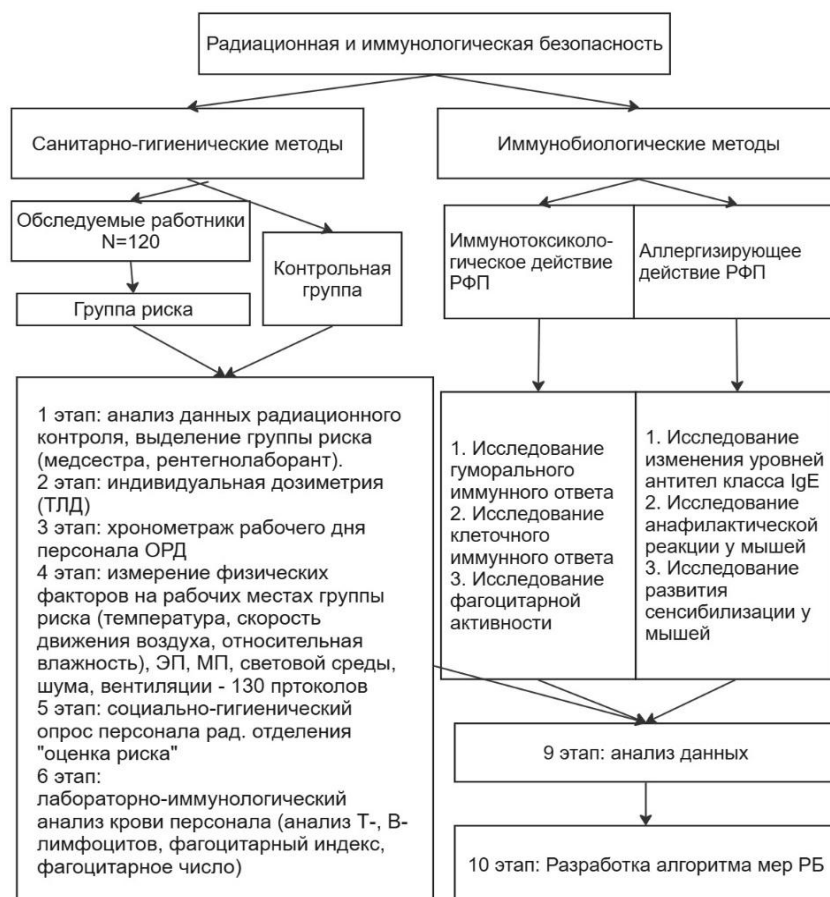 Радиационная и иммунологическая безопасность
Санитарно-гигиенические методы
Иммунобиологические методы
Обследуемые работники
N=120
Контрольная
группа
Группа риска
Иммунотоксиколо-
гическое действие
РФП
Аллергизирующее
действие РФП
1 этап: анализ данных радиационного
контроля, выделение группы риска
(медсестра, рентегнолаборант).
2 этап: индивидуальная дозиметрия
(ТЛД)
3 этап: хронометраж рабочего дня
персонала ОРД
4 этап: измерение физических
факторов на рабочих местах группы
риска (температура, скорость
движения воздуха, относительная
влажность), ЭП, МП, световой среды,
шума, вентиляции - 130 пртоколов
5 этап: социально-гигиенический
опрос персонала рад. отделения
"оценка риска"
6 этап:
лабораторно-иммунологический
анализ крови персонала (анализ Т-, В-
лимфоцитов, фагоцитарный индекс,
фагоцитарное число)
1. Исследование
гуморального
иммунного ответа
2. Исследование
клеточного
иммунного ответа
3. Исследование
фагоцитарной
активности
1. Исследование
изменения уровней
антител класса IgE
2. Исследование
анафилактической
реакции у мышей
3. Исследование
развития
сенсибилизации у
мышей
9 этап: анализ данных
10 этап: Разработка алгоритма мер РБ